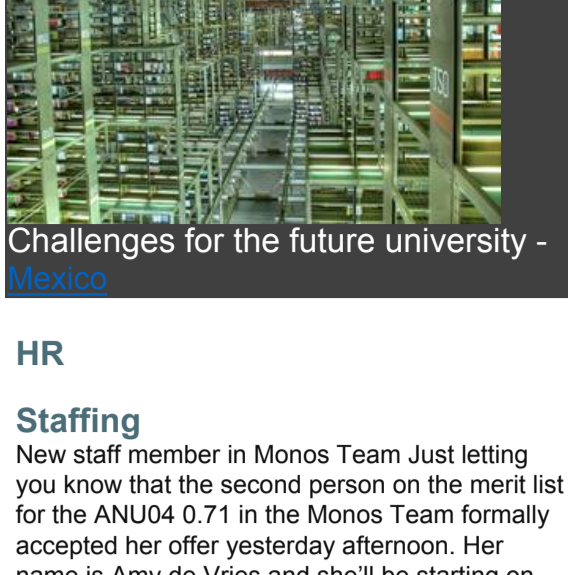 Challenges for the future university -
Mexico
HR
Staffing
New staff member in Monos Team Just letting
you know that the second person on the merit list
for the ANU04 0.71 in the Monos Team formally
accepted her offer yesterday afternoon. Her
name is Amy de Vries and she'll be starting on